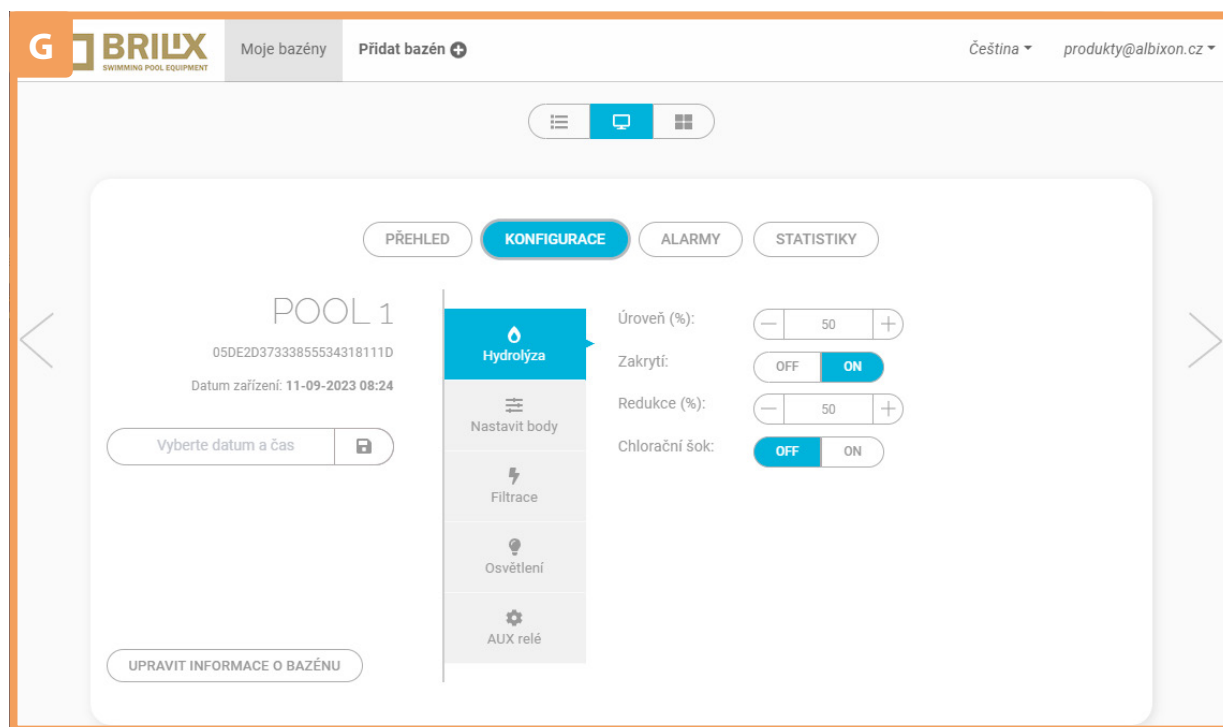 G
BRILIX
SWIMMING POOL EQUIPMENT
Moje bazény
Přidat bazén
Čeština
produkty@albixon.cz
PŘEHLED
KONFIGURACE
ALARMY
STATISTIKY
POOL 1
05DE2D37333855534318111D
Datum zařízení: 11-09-2023 08:24
Vyberte datum a čas
UPRAVIT INFORMACE O BAZÉNU
Hydrolýza
Nastavit body
Filtrace
Osvětlení
AUX relé
Úroveň (%): 50
Zakrytí: OFF ON
Redukce (%): 50
Chlorační šok: OFF ON